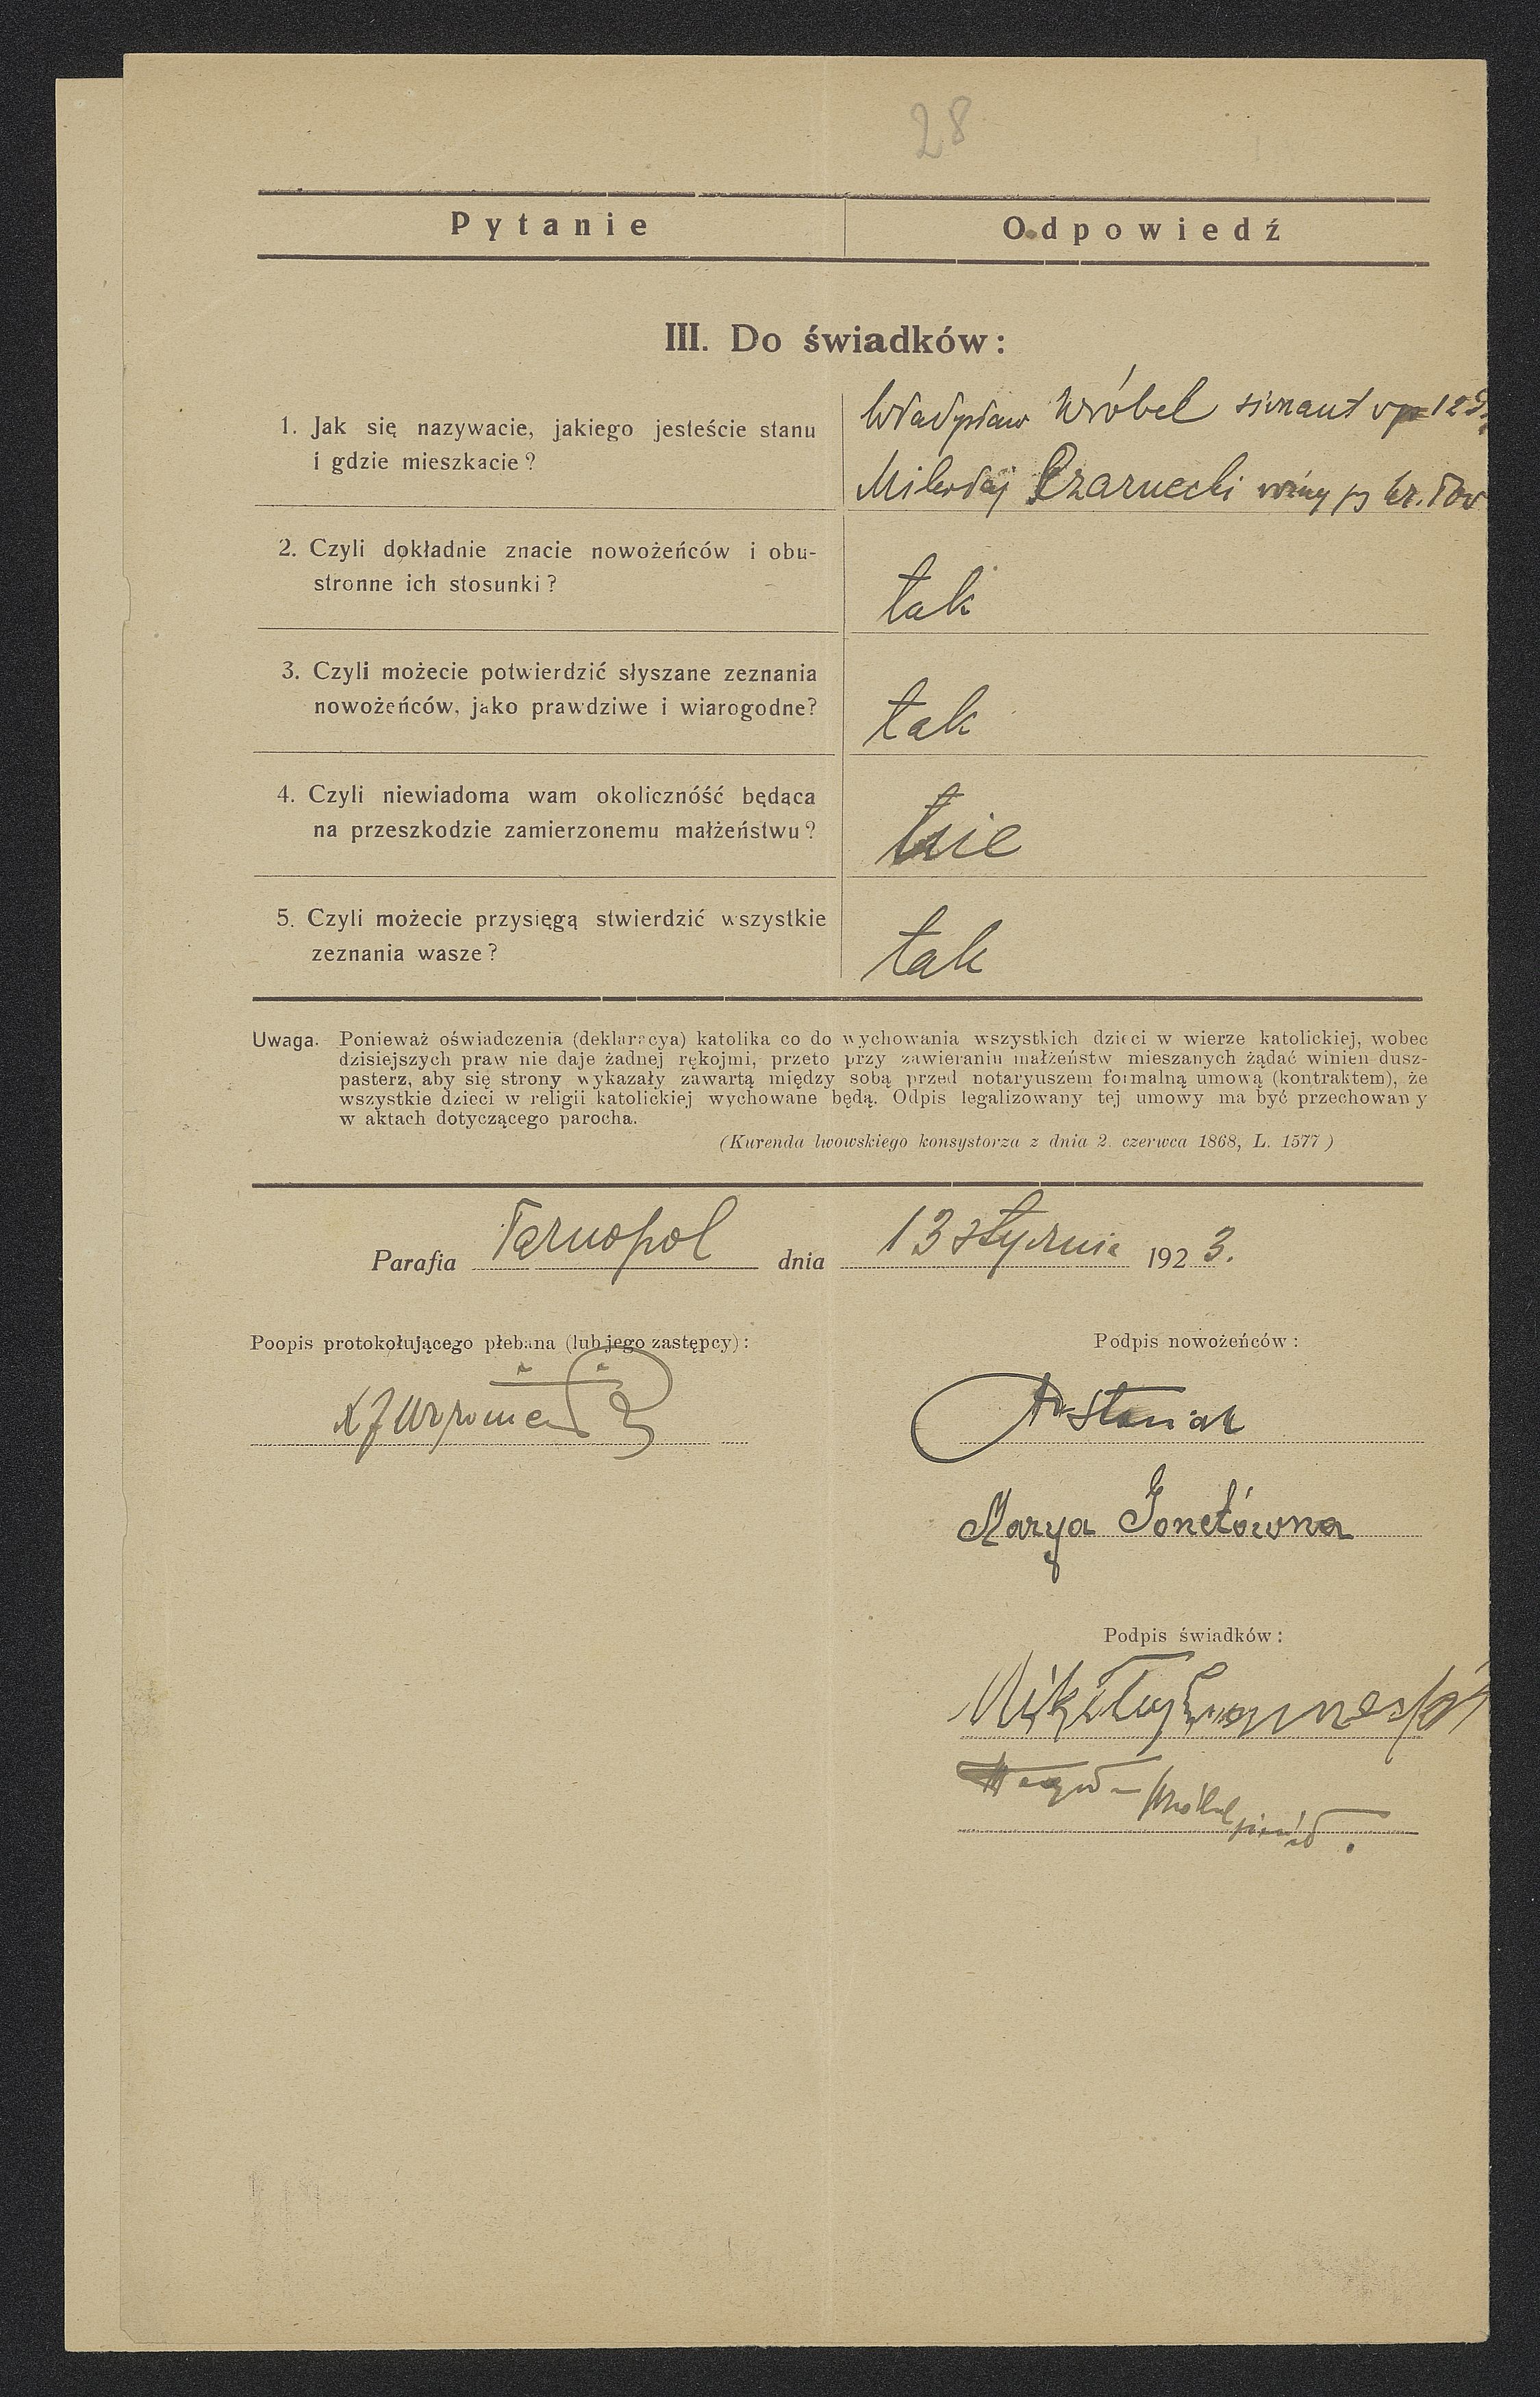 28
Pytanie Odpowiedź
III. Do świadków:
1. Jak się nazywacie, jakiego jesteście stanu
i gdzie mieszkacie?
Władysław Wróbel
Mikołaj Czarnecki
2. Czyli dokładnie znacie nowożeńców i obu-
stronne ich stosunki?
tak
3. Czyli możecie potwierdzić słyszane zeznania
nowożeńców, jako prawdziwe i wiarogodne?
tak
4. Czyli niewiadoma wam okolicznóść będąca
na przeszkodzie zamierzonemu małżeństwu?
nie
5. Czyli możecie przysięgą stwierdzić wszystkie
zeznania wasze?
tak
Uwaga. Ponieważ oświadczenia (deklaracya) katolika co do wychowania wszystkich dzieci w wierze katolickiej, wobec
dzisiejszych praw nie daje żadnej rękojmi, przeto przy zawieraniu małżeństw mieszanych żądać winien dusz-
pasterz, aby się strony wykazały zawartą między sobą przed notaryuszem formalną umową (kontraktem), że
wszystkie dzieci w religii katolickiej wychowane będą. Odpis legalizowany tej umowy ma być przechowany
w aktach dotyczącego parocha.
(Kurenda lwowskiego konsystorza z dnia 2. czerwca 1868, L. 1577)
Parafia Tarnopol dnia 13 stycznia 1923.
Poopis protokołującego płebana (lub jego zastępcy):
Podpis nowożeńców:
Marya Jonetówna
Podpis świadków: